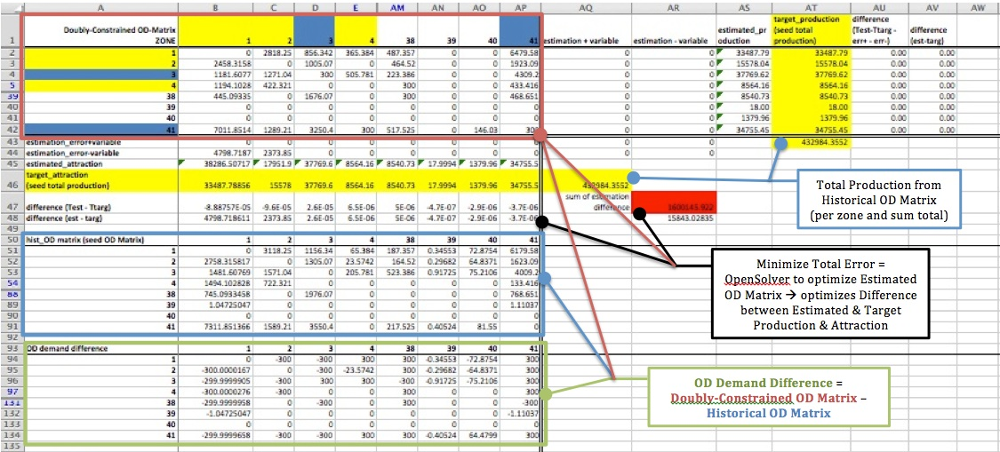 A B C D E AM AN AO AP AQ AR AS AT AU AV AW
Doubly-Constrained OD-Matrix
ZONE 1 2 3 4 38 39 40 41 estimation + variable estimation - variable estimated_production target_production (seed total production) difference (Test-Ttarg - err+ - err-) difference (est-targ)
1
2 1 0 2818.25 856.342 365.384 487.357 0 0 6479.58 0 0 33487.79 33487.79 0.00 0.00
3 2 2458.3158 0 1005.07 0 464.52 0 0 1923.09 0 0 15578.04 15578.04 0.00 0.00
4 3 1181.6077 1271.04 300 505.781 223.386 0 0 4309.2 0 0 37769.62 37769.62 0.00 0.00
5 4 1194.1028 422.321 0 0 300 0 0 433.416 0 0 8564.16 8564.16 0.00 0.00
39 38 445.09335 0 1676.07 0 300 0 0 468.651 0 0 8540.73 8540.73 0.00 0.00
40 39 0 0 0 0 0 0 0 0 0 0 18.00 18.00 0.00 0.00
41 40 0 0 0 0 0 0 0 0 0 0 1379.96 1379.96 0.00 0.00
42 41 7011.8514 1289.21 3250.4 300 517.525 0 146.03 300 0 0 34755.45 34755.45 0.00 0.00
43 estimation_error+variable 0 0 0 0 0 0 0 0 0 0 432984.3552
44 estimation_error-variable 4798.7187 2373.85 0 0 0 0 0 0 0 0
45 estimated_attraction 38286.50717 17951.9 37769.6 8564.16 8540.73 17.9994 1379.96 34755.5
target_attraction
46 (seed total production) 33487.78856 15578 37769.6 8564.16 8540.73 17.9994 1379.96 34755.5 432984.3552
sum of estimation
47 difference (Test - Ttarg) -8.88757E-05 -9.6E-05 2.6E-05 6.5E-06 5E-06 -4.7E-07 -2.9E-06 -3.7E-06 difference
48 difference (est - targ) 4798.718611 2373.85 2.6E-05 6.5E-06 5E-06 -4.7E-07 -2.9E-06 -3.7E-06 15843.02835
49
50 hist_OD matrix (seed OD Matrix) 1 2 3 4 38 39 40 41
51 1 0 3118.25 1156.34 65.384 187.357 0.34553 72.8754 6179.58
52 2 2758.315817 0 1305.07 23.5742 164.52 0.29682 64.8371 1623.09
53 3 1481.60769 1571.04 0 205.781 523.386 0.91725 75.2106 4009.2
54 4 1494.102828 722.321 0 0 0 0 0 133.416
88 38 745.0933458 0 1976.07 0 0 0 0 768.651
89 39 1.04725047 0 0 0 0 0 0 1.11037
90 40 0 0 0 0 0 0 0 0
91 41 7311.851366 1589.21 3550.4 0 217.525 0.40524 81.55 0
92
93 OD demand difference 1 2 3 4 38 39 40 41
94 1 0 -300 -300 300 300 -0.34553 -72.8754 300
95 2 -300.0000167 0 -300 -23.5742 300 -0.29682 -64.8371 300
96 3 -299.9999905 -300 300 300 -300 -0.91725 -75.2106 300
97 4 -300.0000276 -300 0 0 300 0 0 300
131 38 -299.9999958 0 -300 0 300 0 0 -300
132 39 -1.04725047 0 0 0 0 0 0 -1.11037
133 40 0 0 0 0 0 0 0 0
134 41 -299.9999658 -300 -300 300 300 -0.40524 64.4799 300
135
Total Production from
Historical OD Matrix
(per zone and sum total)
Minimize Total Error =
OpenSolver to optimize Estimated
OD Matrix → optimizes Difference
between Estimated & Target
Production & Attraction
OD Demand Difference =
Doubly-Constrained OD Matrix –
Historical OD Matrix